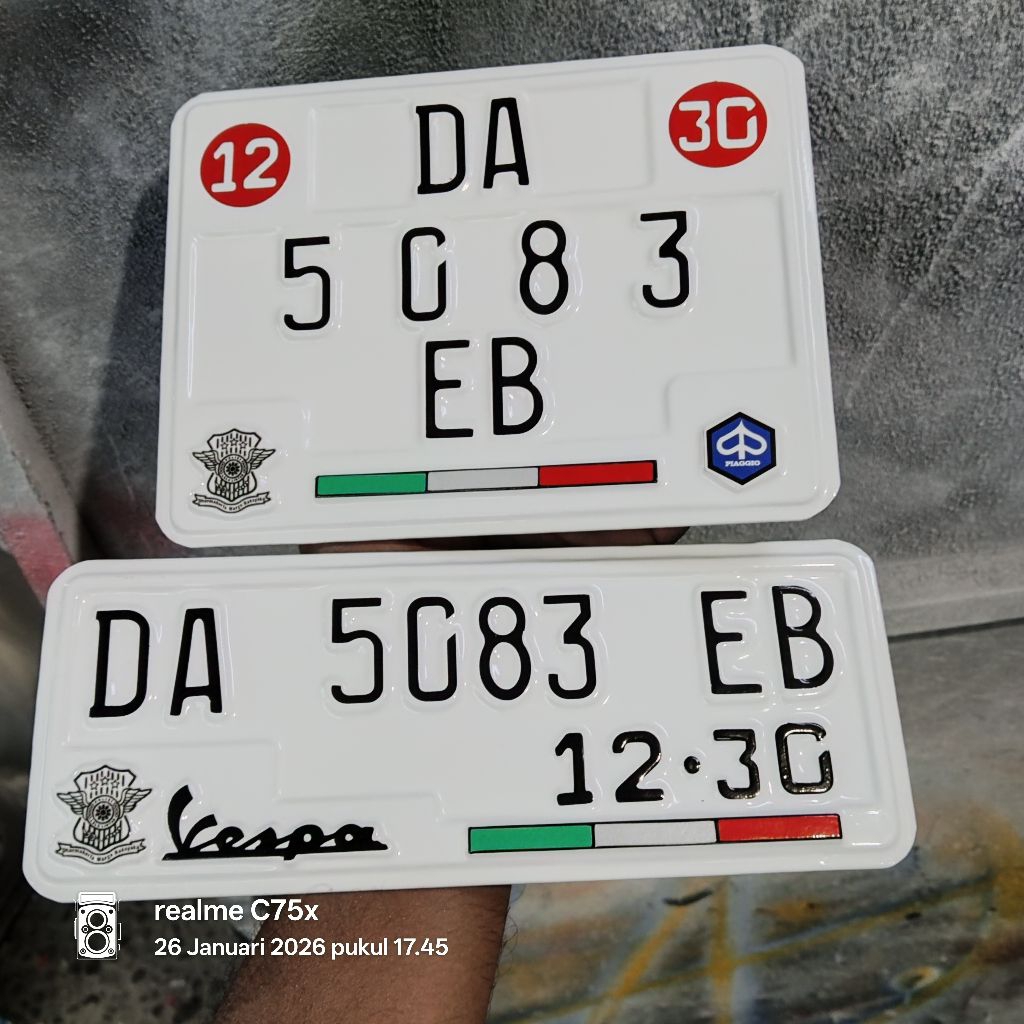 12
DA
30
5 0 8 3
EB
PIAGGIO
DA 5083 EB
12·30
Vespa
realme C75x
26 Januari 2026 pukul 17.45